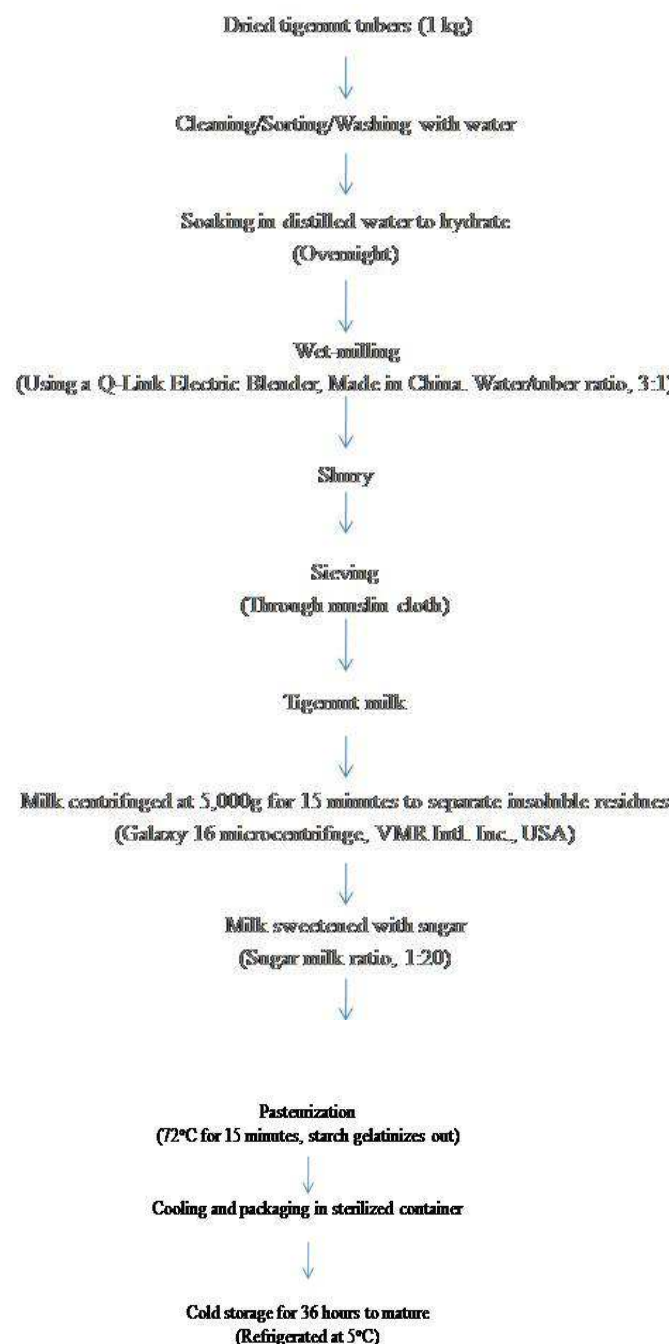 Dried tigernut tubers (1 kg)
Cleaning/Sorting/Washing with water
Soaking in distilled water to hydrate
(Overnight)
Wet-milling
(Using a Q-Link Electric Blender, Made in China. Water/tuber ratio, 3:1)
Slurry
Sieving
(Through muslin cloth)
Tigernut milk
Milk centrifuged at 5,000g for 15 minutes to separate insoluble residues
(Galaxy 16 microcentrifuge, VMR Intl. Inc., USA)
Milk sweetened with sugar
(Sugar milk ratio, 1:20)
Pasteurization
(72°C for 15 minutes, starch gelatinizes out)
Cooling and packaging in sterilized container
Cold storage for 36 hours to mature
(Refrigerated at 5°C)